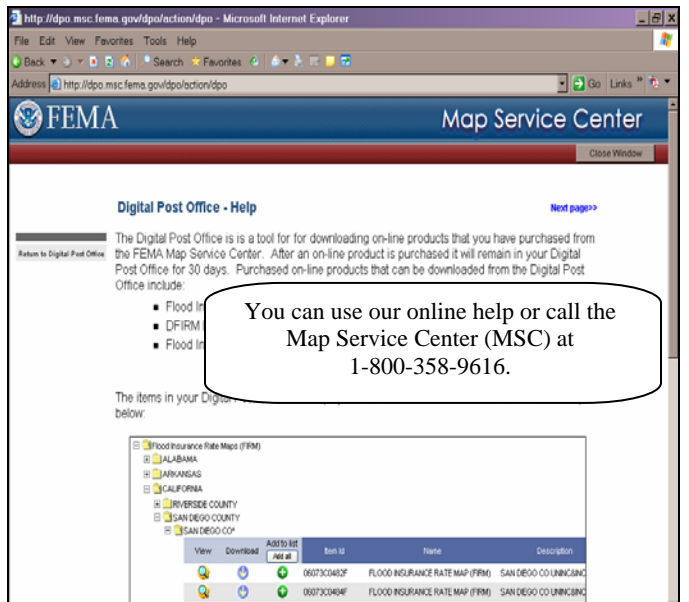 http://dpo.msc.fema.gov/dpo/action/dpo - Microsoft Internet Explorer
File Edit View Favorites Tools Help
Back Search Favorites
Address http://dpo.msc.fema.gov/dpo/action/dpo Go Links »
FEMA Map Service Center
Close Window
Digital Post Office - Help Next page>>
Return to Digital Post Office
The Digital Post Office is is a tool for for downloading on-line products that you have purchased from
the FEMA Map Service Center. After an on-line product is purchased it will remain in your Digital
Post Office for 30 days. Purchased on-line products that can be downloaded from the Digital Post
Office include:
Flood In
DFIRM
Flood In
You can use our online help or call the
Map Service Center (MSC) at
1-800-358-9616.
The items in your
below:
Flood Insurance Rate Maps (FIRM)
ALABAMA
ARKANSAS
CALIFORNIA
RIVERSIDE COUNTY
SAN DIEGO COUNTY
SAN DIEGO CO*
View Download Add to list Add all Item Id Name Description
06073C0482F FLOOD INSURANCE RATE MAP (FIRM) SAN DIEGO CO UNINC&INC
06073C0484F FLOOD INSURANCE RATE MAP (FIRM) SAN DIEGO CO UNINC&INC